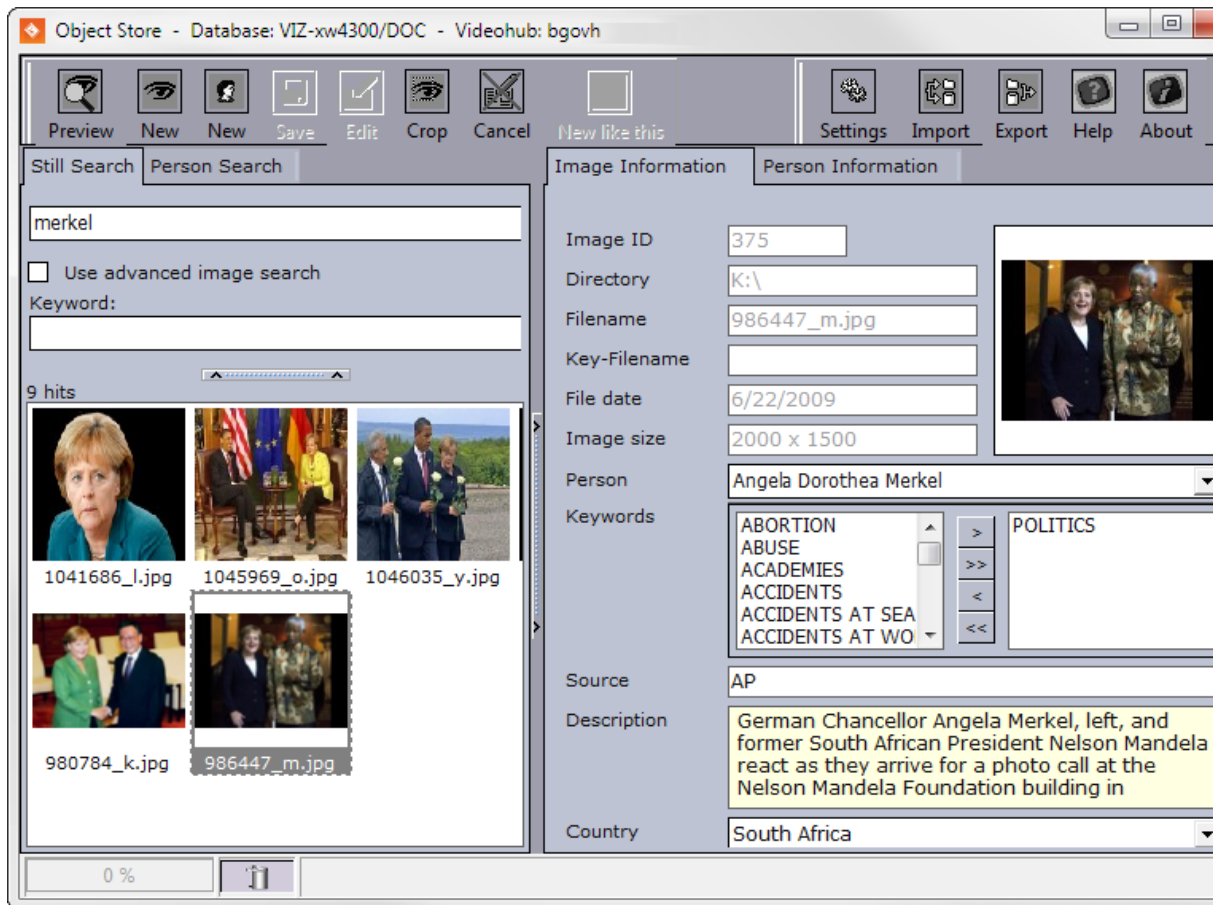 Object Store - Database: VIZ-xw4300/DOC - Videohub: bgovh
Preview New New Save Edit Crop Cancel New like this Settings Import Export Help About
Still Search Person Search
merkel
Use advanced image search
Keyword:
9 hits
1041686_l.jpg 1045969_o.jpg 1046035_y.jpg
980784_k.jpg 986447_m.jpg
0 %
Image Information Person Information
Image ID 375
Directory K:\
Filename 986447_m.jpg
Key-Filename
File date 6/22/2009
Image size 2000 x 1500
Person Angela Dorothea Merkel
Keywords
ABORTION
ABUSE
ACADEMIES
ACCIDENTS
ACCIDENTS AT SEA
ACCIDENTS AT WO
>
>>
<
<<
POLITICS
Source AP
Description
German Chancellor Angela Merkel, left, and
former South African President Nelson Mandela
react as they arrive for a photo call at the
Nelson Mandela Foundation building in
Country South Africa